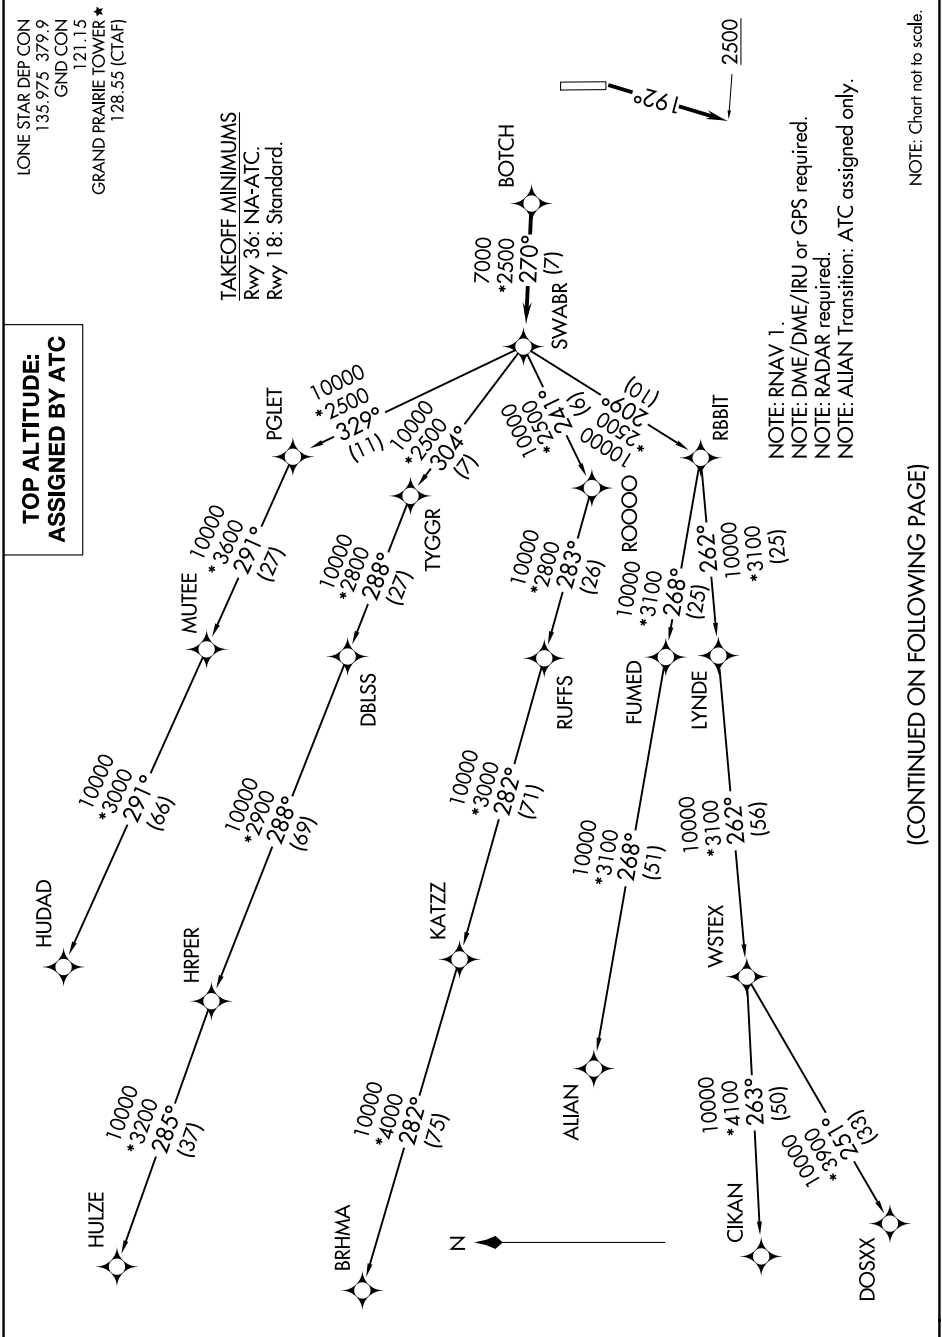 LONE STAR DEP CON
135.975 379.9
GND CON
121.15
GRAND PRAIRIE TOWER ★
128.55 (CTAF)
TOP ALTITUDE:
ASSIGNED BY ATC
TAKEOFF MINIMUMS
Rwy 36: NA-ATC.
Rwy 18: Standard.
192°
2500
BOTCH
7000
*2500
270°
(7)
SWABR
10000
*2500
329°
(11)
PGLET
10000
*3600
291°
(27)
MUTEE
10000
*3000
291°
(66)
HUDAD
10000
*2500
304°
(7)
TYGGR
10000
*2800
288°
(27)
DBLSS
10000
*2900
288°
(69)
HRPER
10000
*3200
285°
(37)
HULZE
10000
*2500
241°
(6)
ROOOO
10000
*2800
283°
(26)
RUFFS
10000
*3000
282°
(71)
KATZZ
10000
*4000
282°
(75)
BRHMA
10000
*2500
209°
(10)
RBBIT
10000
*3100
268°
(25)
FUMED
10000
*3100
268°
(51)
ALIAN
262°
10000
*3100
(25)
LYNDE
10000
*3100
262°
(56)
WSTEX
10000
*4100
263°
(50)
CIKAN
10000
*3900
251°
(33)
DOSXX
N
NOTE: RNAV 1.
NOTE: DME/DME/IRU or GPS required.
NOTE: RADAR required.
NOTE: ALIAN Transition: ATC assigned only.
(CONTINUED ON FOLLOWING PAGE)
NOTE: Chart not to scale.